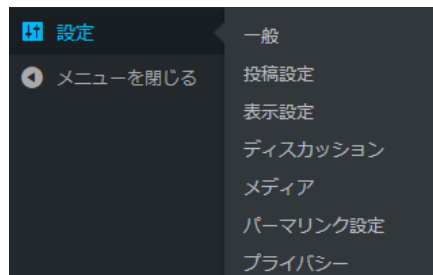 設定
メニューを閉じる
一般
投稿設定
表示設定
ディスカッション
メディア
パーマリンク設定
プライバシー